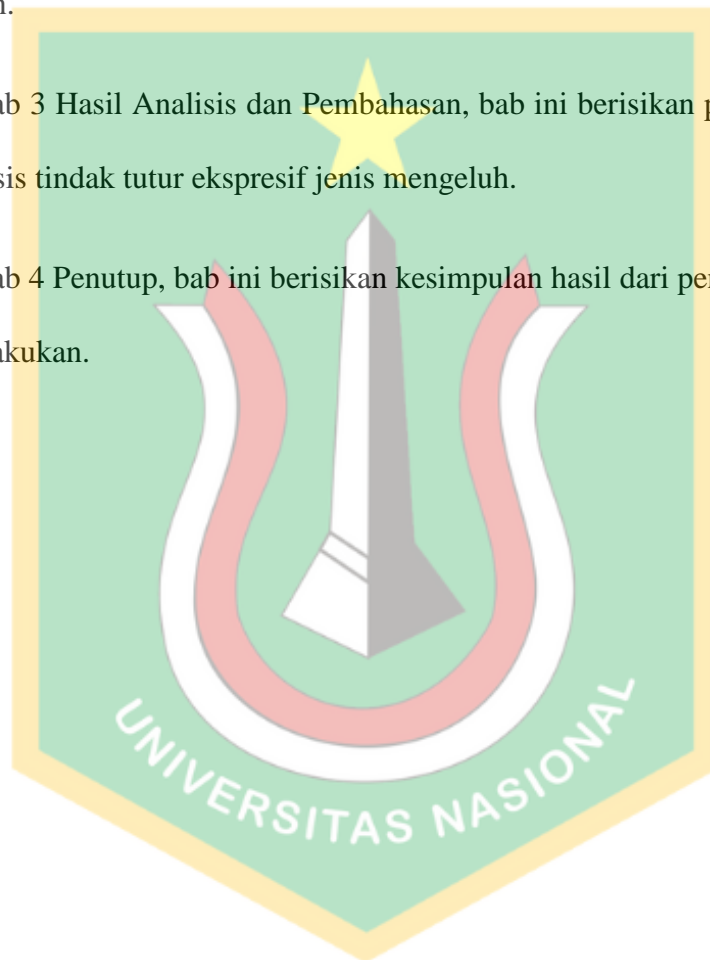 n.
ab 3 Hasil Analisis dan Pembahasan, bab ini berisikan p
sis tindak tutur ekspresif jenis mengeluh.
ab 4 Penutup, bab ini berisikan kesimpulan hasil dari per
akukan.
UNIVERSITAS NASIONAL